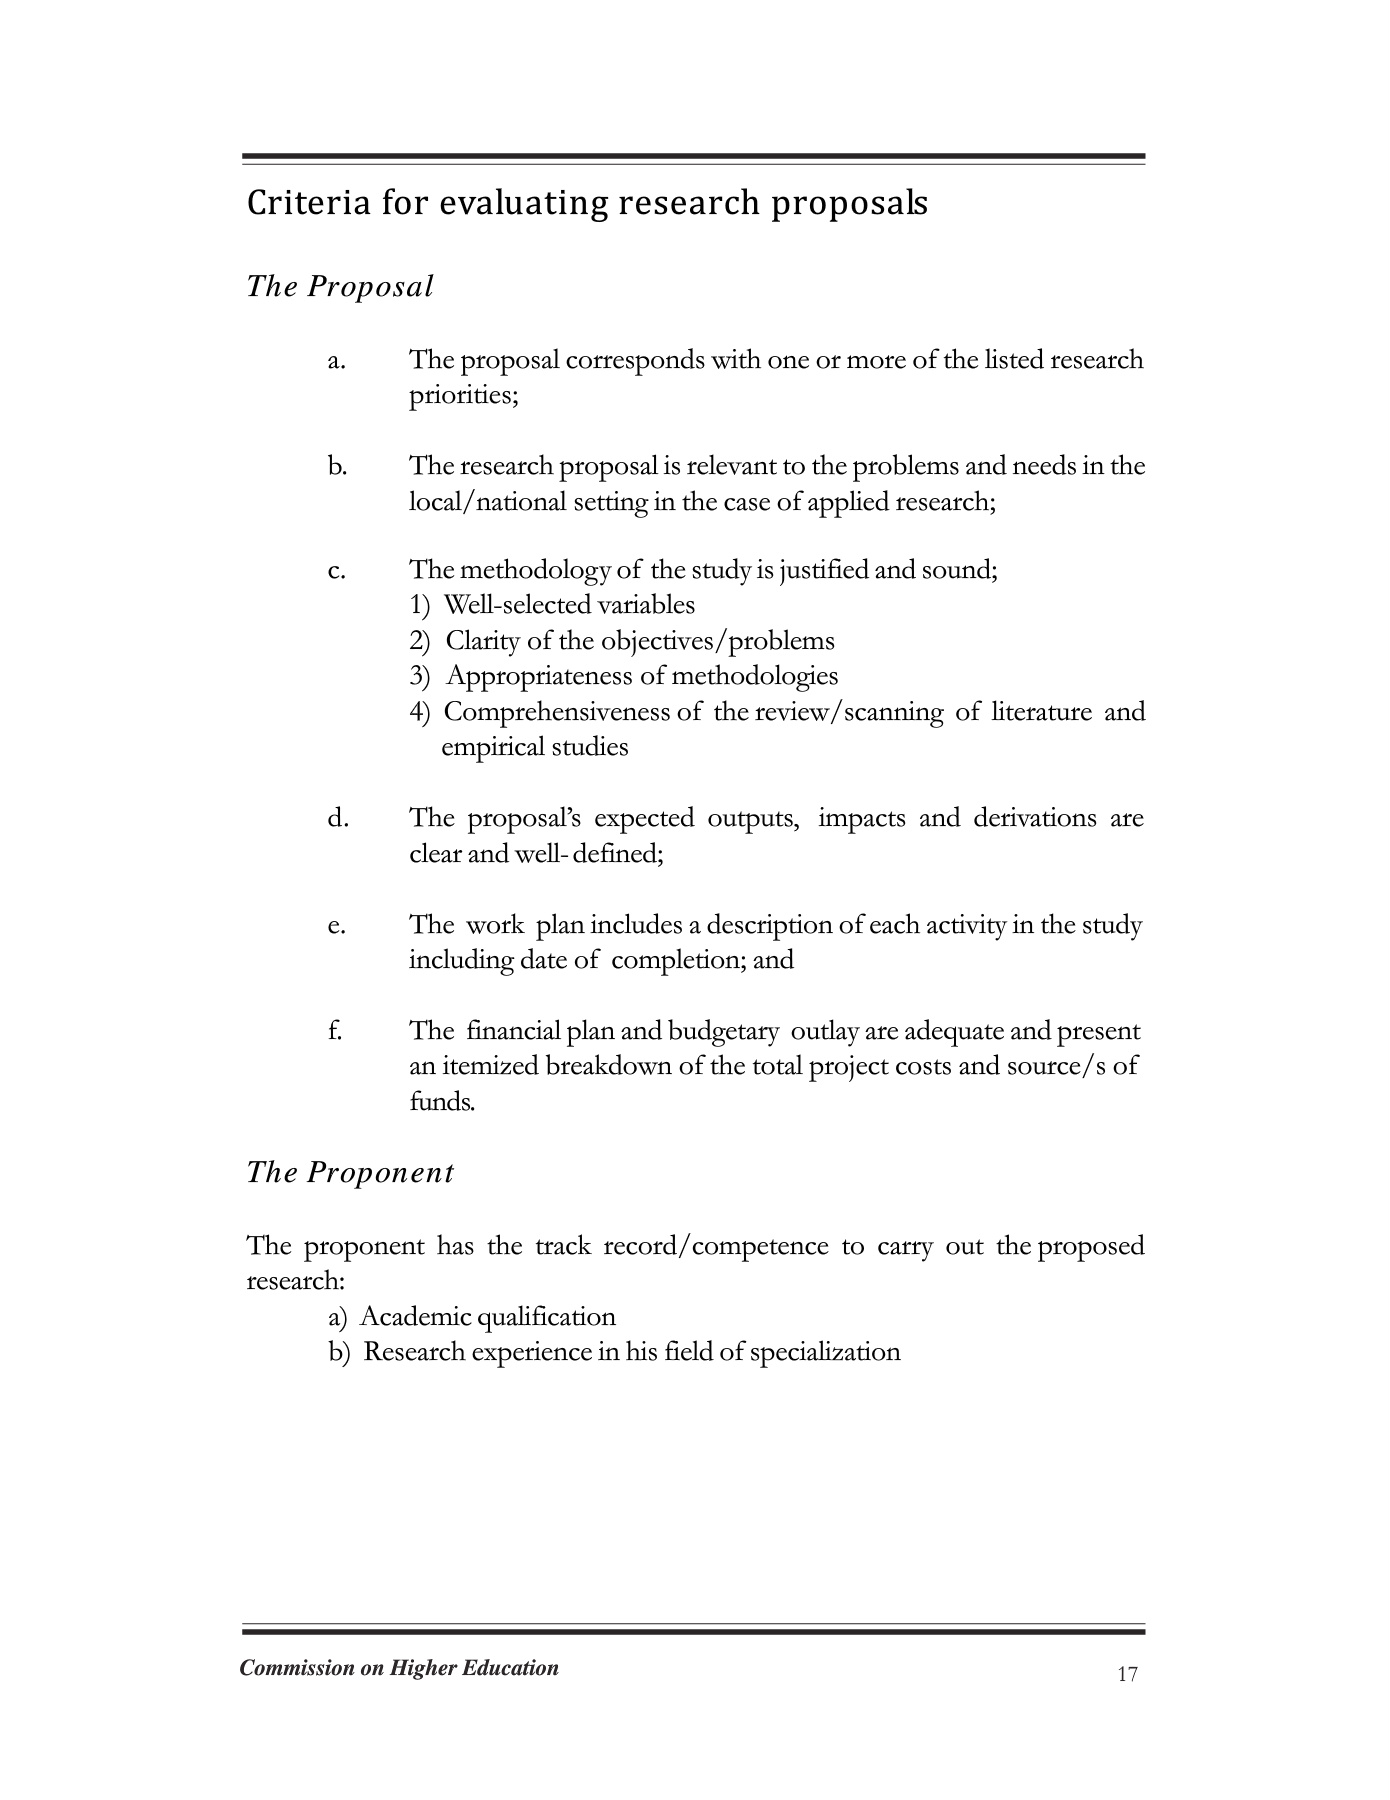 Criteria for evaluating research proposals
The Proposal
a. The proposal corresponds with one or more of the listed research
priorities;
b. The research proposal is relevant to the problems and needs in the
local/national setting in the case of applied research;
c. The methodology of the study is justified and sound;
1) Well-selected variables
2) Clarity of the objectives/problems
3) Appropriateness of methodologies
4) Comprehensiveness of the review/scanning of literature and
empirical studies
d. The proposal’s expected outputs, impacts and derivations are
clear and well- defined;
e. The work plan includes a description of each activity in the study
including date of completion; and
f. The financial plan and budgetary outlay are adequate and present
an itemized breakdown of the total project costs and source/s of
funds.
The Proponent
The proponent has the track record/competence to carry out the proposed
research:
a) Academic qualification
b) Research experience in his field of specialization
Commission on Higher Education
17